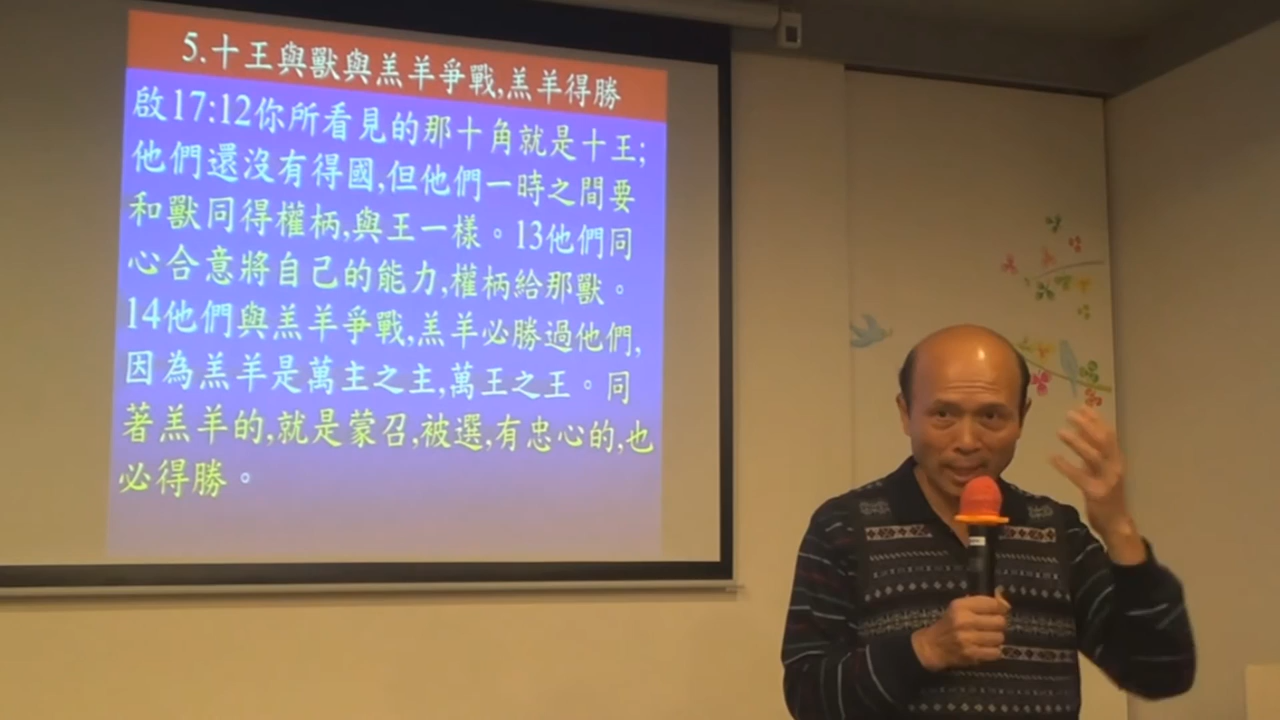 5.十王與獸與羔羊爭戰,羔羊得勝
啟17:12你所看見的那十角就是十王;
他們還沒有得國,但他們一時之間要
和獸同得權柄,與王一樣。13他們同
心合意將自己的能力,權柄給那獸。
14他們與羔羊爭戰,羔羊必勝過他們,
因為羔羊是萬主之主,萬王之王。同
著羔羊的,就是蒙召,被選,有忠心的,也
必得勝。